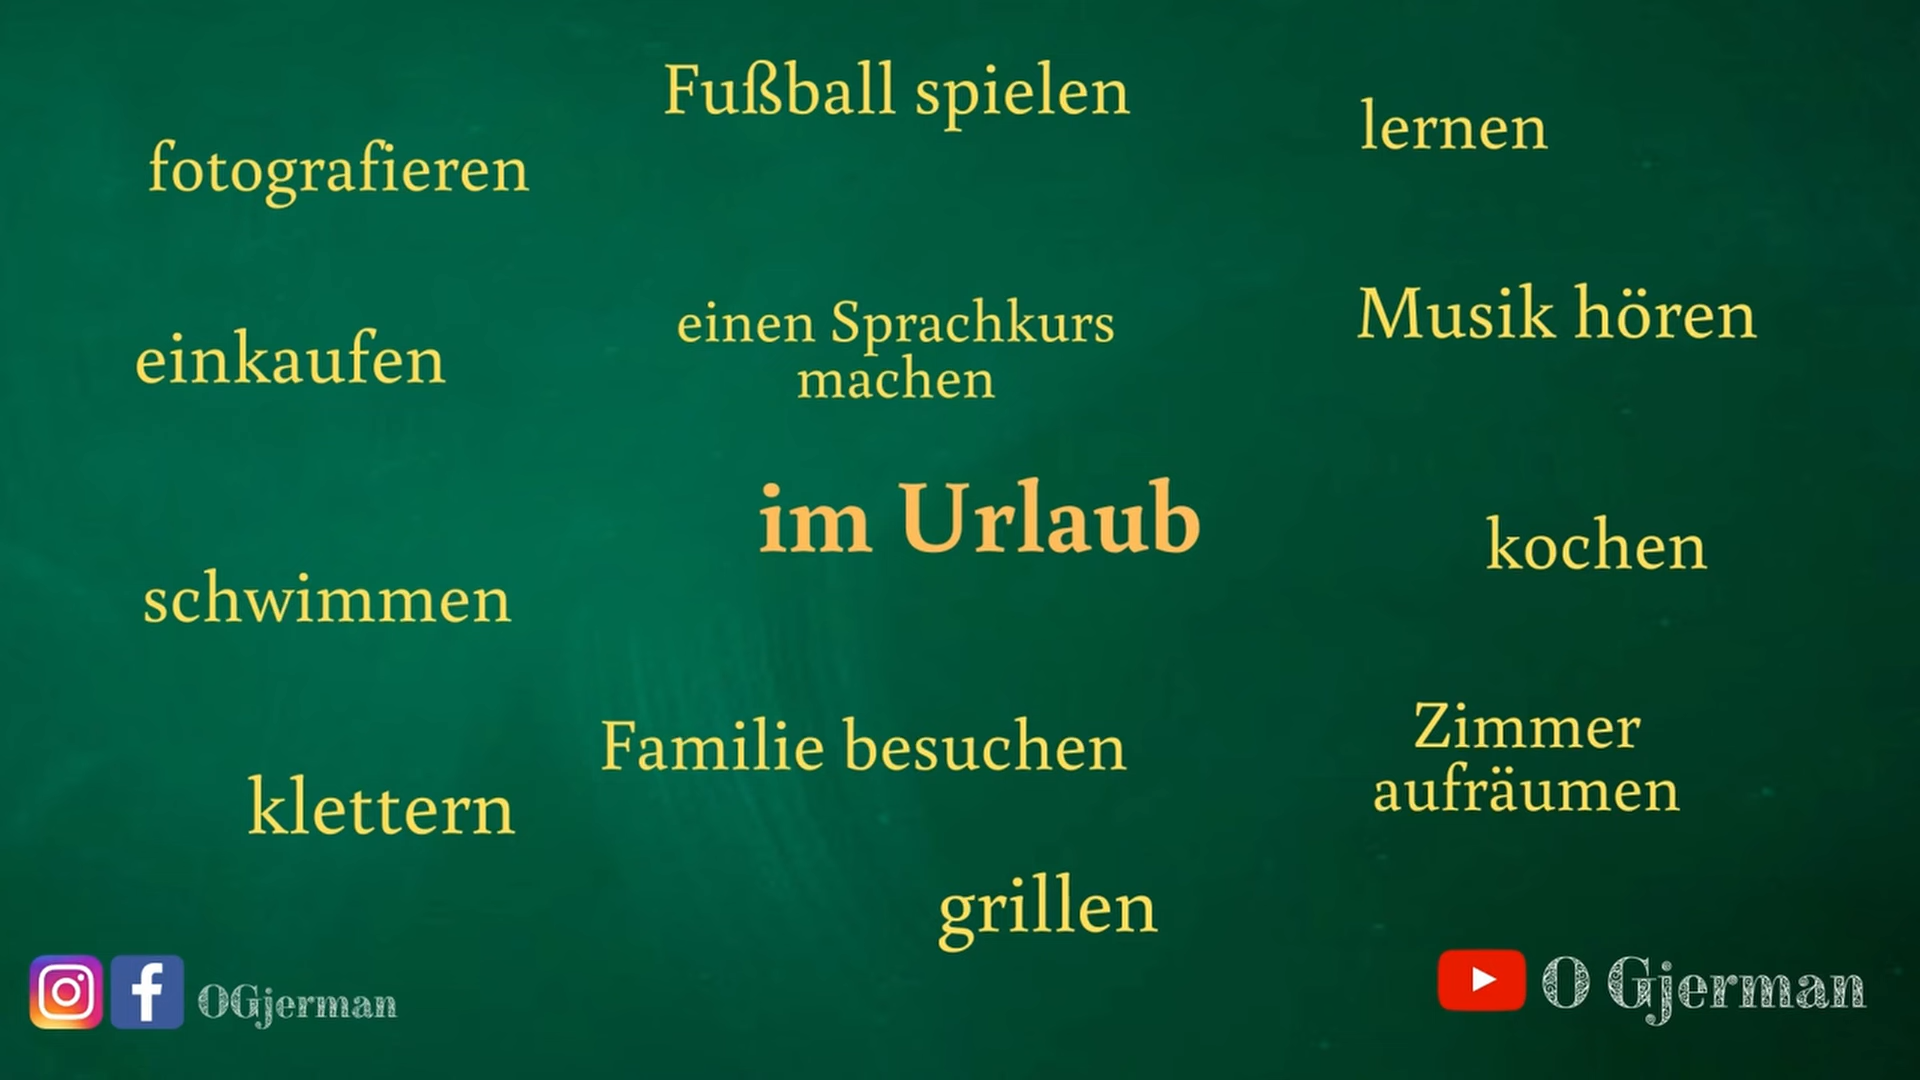 Fußball spielen
lernen
fotografieren
Musik hören
einen Sprachkurs
machen
einkaufen
im Urlaub
kochen
schwimmen
Familie besuchen
Zimmer
aufräumen
klettern
grillen
OGjerman
O Gjerman